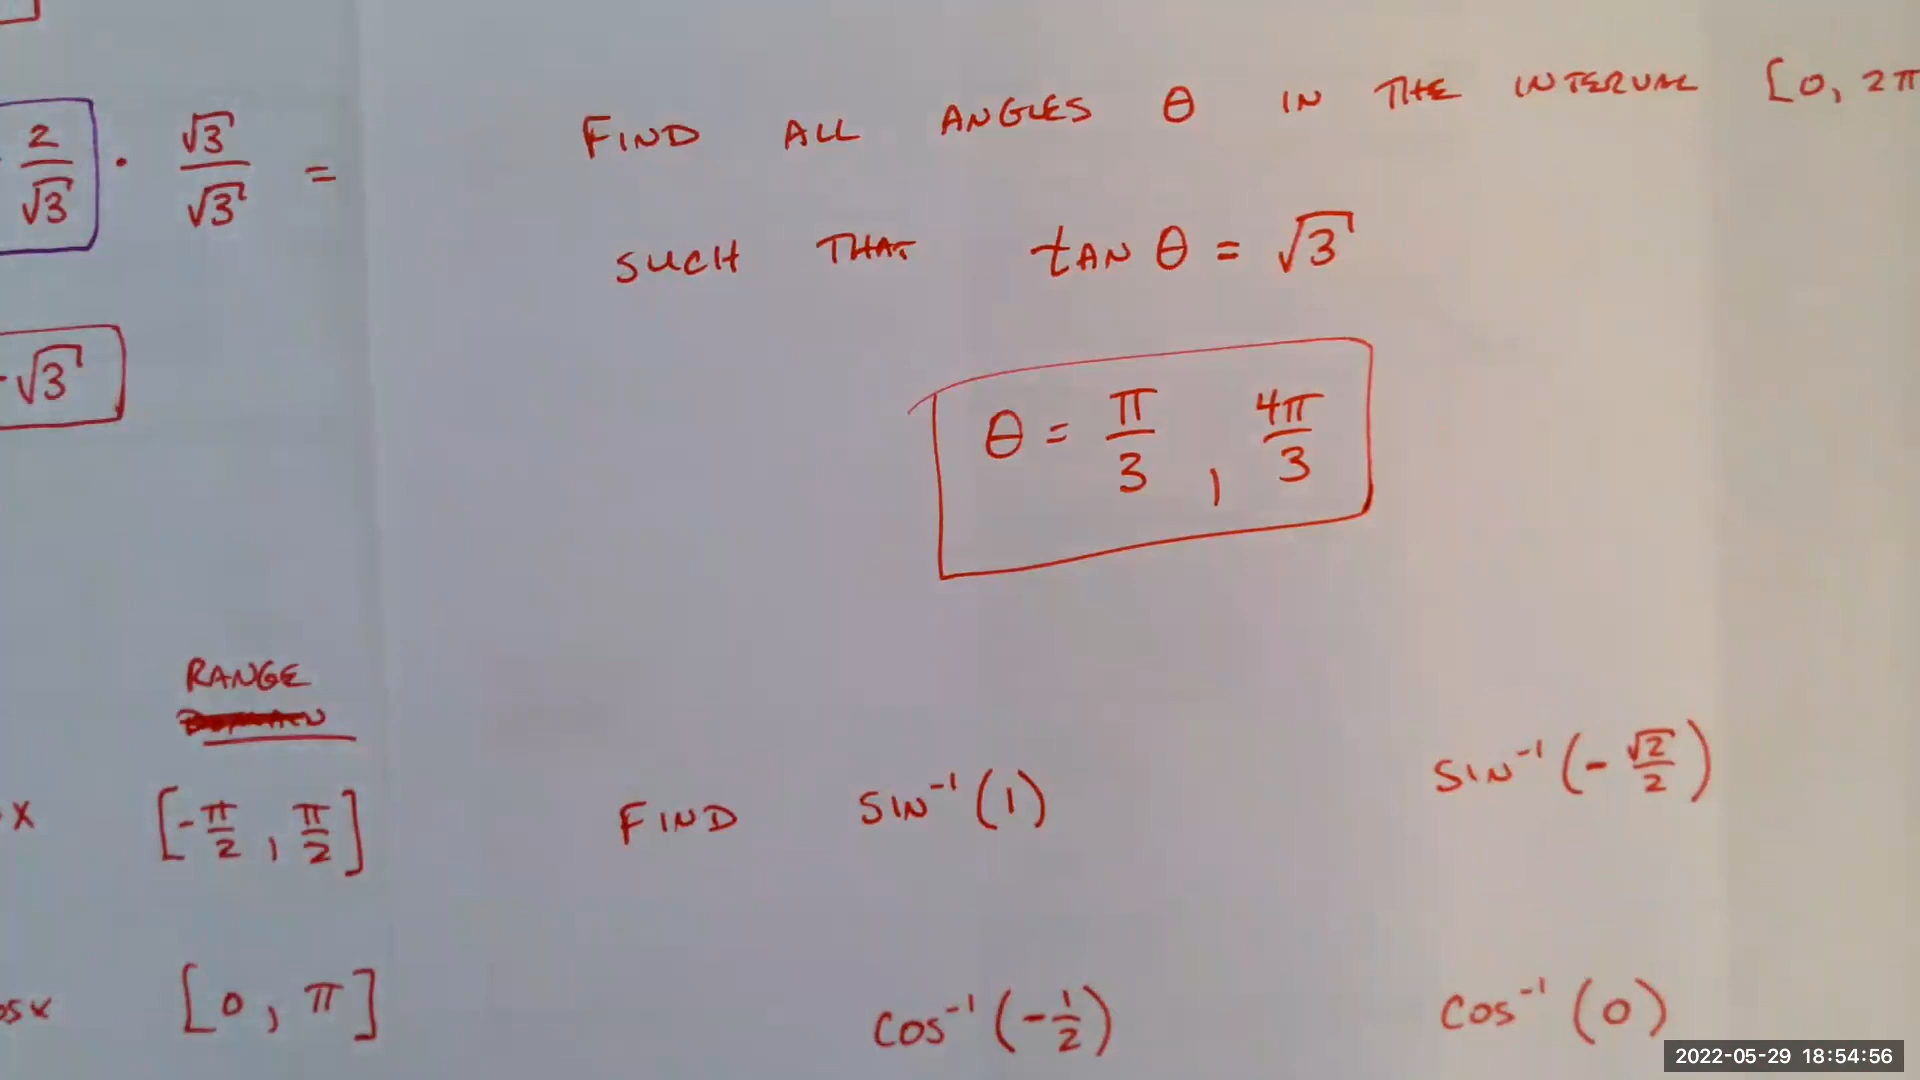 2/√3 · √3/√3 =
-√3
FIND ALL ANGLES θ IN THE INTERVAL [0, 2π
SUCH THAT tAN θ = √3
θ = π/3 , 4π/3
RANGE
x [-π/2 , π/2]
FIND SIN⁻¹(1) SIN⁻¹(-√2/2)
osx [0, π]
COS⁻¹(-1/2) COS⁻¹(0)
2022-05-29 18:54:56